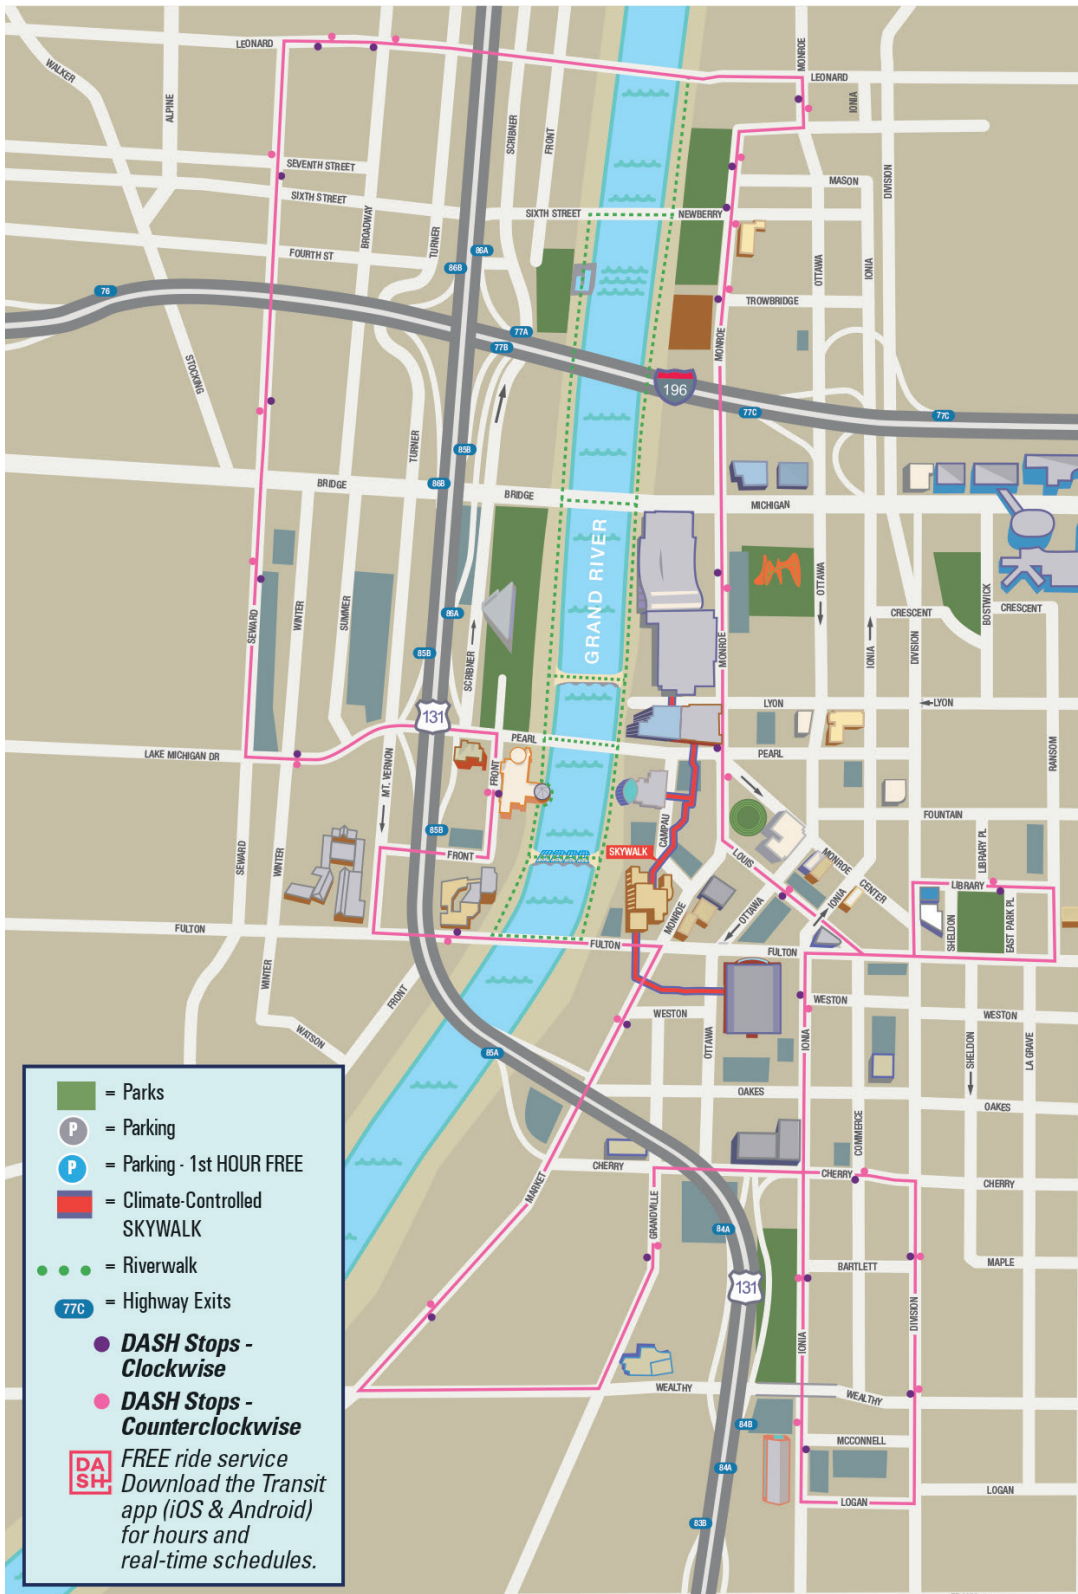 LEONARD
MONROE
LEONARD
WALKER
ALPINE
SCRIBNER
FRONT
IONIA
DIVISION
SEVENTH STREET
SIXTH STREET
MASON
BROADWAY
TURNER
SIXTH STREET
NEWBERRY
FOURTH ST
86A
86B
OTTAWA
IONIA
76
TROWBRIDGE
77A
77B
MONROE
STOCKING
196
77C
77C
TURNER
85B
86B
BRIDGE
BRIDGE
MICHIGAN
GRAND RIVER
OTTAWA
BOSTWICK
CRESCENT
CRESCENT
SEWARD
WINTER
SUMMER
86A
85B
SCRIBNER
MONROE
IONIA
DIVISION
LYON
LYON
131
PEARL
PEARL
LAKE MICHIGAN DR
MT. VERNON
FRONT
RANSOM
CAMPAU
FOUNTAIN
85B
SKYWALK
LOUIS
MONROE
CENTER
LIBRARY PL
SEWARD
WINTER
FRONT
LIBRARY
IONIA
OTTAWA
MONROE
SHELDON
EAST PARK PL
FULTON
FULTON
FULTON
WINTER
FRONT
WESTON
WESTON
WESTON
WATSON
85A
OTTAWA
IONIA
SHELDON
LA GRAVE
OAKES
OAKES
COMMERCE
CHERRY
CHERRY
CHERRY
MARKET
GRANDVILLE
84A
BARTLETT
MAPLE
131
IONIA
DIVISION
WEALTHY
WEALTHY
84B
MCCONNELL
84A
LOGAN
LOGAN
83B
= Parks
P = Parking
P = Parking - 1st HOUR FREE
= Climate-Controlled
SKYWALK
= Riverwalk
77C = Highway Exits
DASH Stops -
Clockwise
DASH Stops -
Counterclockwise
DA
SH
FREE ride service
Download the Transit
app (iOS & Android)
for hours and
real-time schedules.